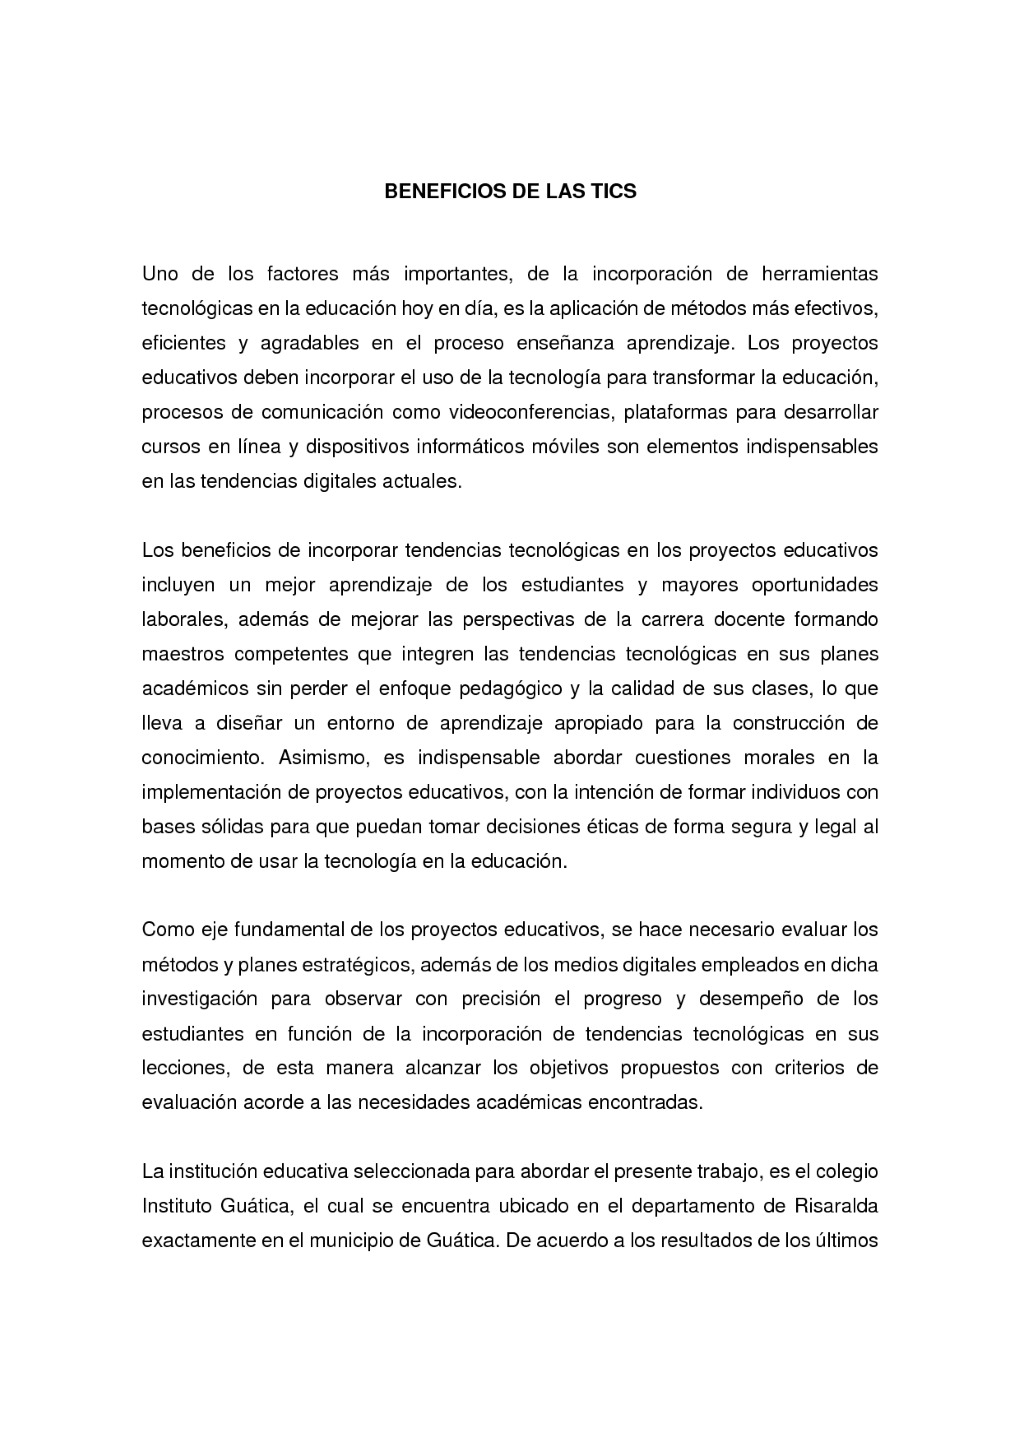 BENEFICIOS DE LAS TICS
Uno de los factores más importantes, de la incorporación de herramientas
tecnológicas en la educación hoy en día, es la aplicación de métodos más efectivos,
eficientes y agradables en el proceso enseñanza aprendizaje. Los proyectos
educativos deben incorporar el uso de la tecnología para transformar la educación,
procesos de comunicación como videoconferencias, plataformas para desarrollar
cursos en línea y dispositivos informáticos móviles son elementos indispensables
en las tendencias digitales actuales.
Los beneficios de incorporar tendencias tecnológicas en los proyectos educativos
incluyen un mejor aprendizaje de los estudiantes y mayores oportunidades
laborales, además de mejorar las perspectivas de la carrera docente formando
maestros competentes que integren las tendencias tecnológicas en sus planes
académicos sin perder el enfoque pedagógico y la calidad de sus clases, lo que
lleva a diseñar un entorno de aprendizaje apropiado para la construcción de
conocimiento. Asimismo, es indispensable abordar cuestiones morales en la
implementación de proyectos educativos, con la intención de formar individuos con
bases sólidas para que puedan tomar decisiones éticas de forma segura y legal al
momento de usar la tecnología en la educación.
Como eje fundamental de los proyectos educativos, se hace necesario evaluar los
métodos y planes estratégicos, además de los medios digitales empleados en dicha
investigación para observar con precisión el progreso y desempeño de los
estudiantes en función de la incorporación de tendencias tecnológicas en sus
lecciones, de esta manera alcanzar los objetivos propuestos con criterios de
evaluación acorde a las necesidades académicas encontradas.
La institución educativa seleccionada para abordar el presente trabajo, es el colegio
Instituto Guática, el cual se encuentra ubicado en el departamento de Risaralda
exactamente en el municipio de Guática. De acuerdo a los resultados de los últimos